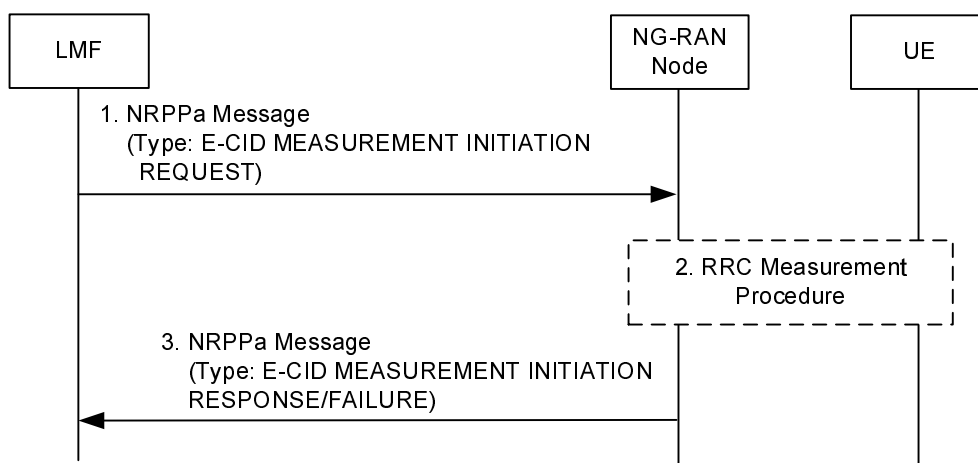 LMF
NG-RAN
Node
UE
1. NRPPa Message
(Type: E-CID MEASUREMENT INITIATION
REQUEST)
2. RRC Measurement
Procedure
3. NRPPa Message
(Type: E-CID MEASUREMENT INITIATION
RESPONSE/FAILURE)